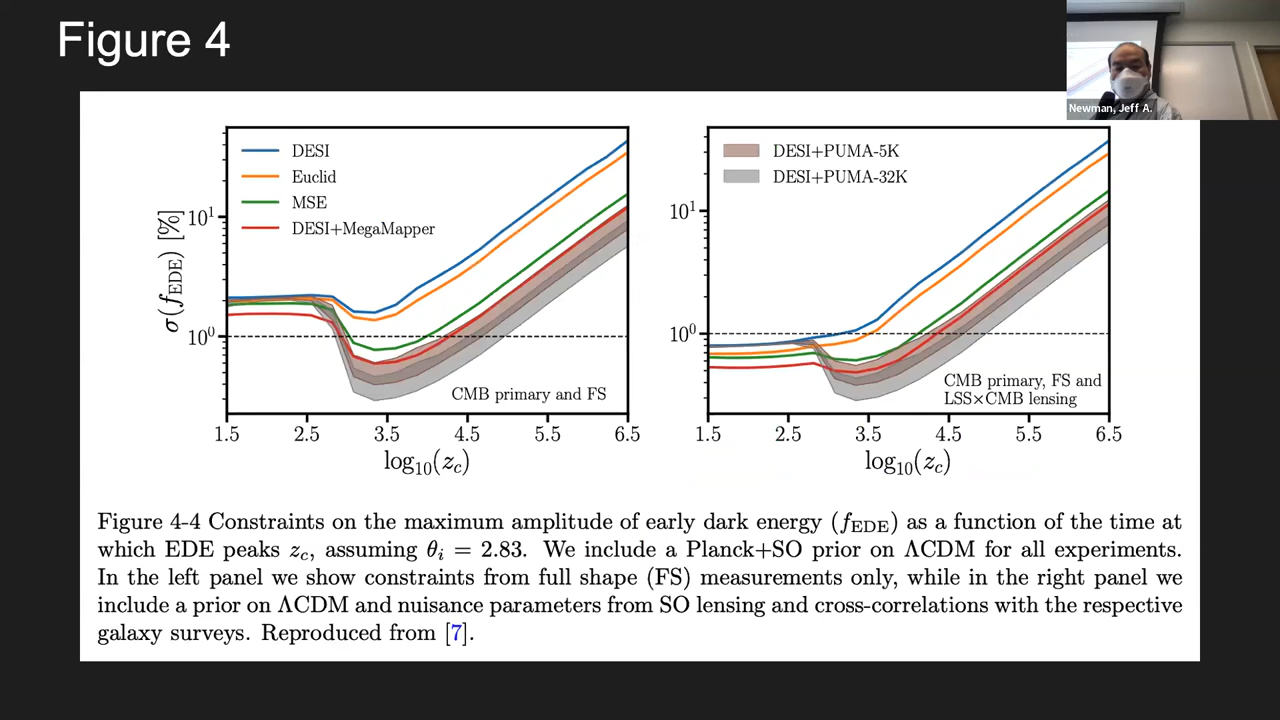 Figure 4
Newman, Jeff A.
DESI
Euclid
MSE
DESI+MegaMapper
σ(f_EDE) [%]
10¹
10⁰
CMB primary and FS
1.5 2.5 3.5 4.5 5.5 6.5
log₁₀(z_c)
DESI+PUMA-5K
DESI+PUMA-32K
10¹
10⁰
CMB primary, FS and
LSS×CMB lensing
1.5 2.5 3.5 4.5 5.5 6.5
log₁₀(z_c)
Figure 4-4 Constraints on the maximum amplitude of early dark energy (f_EDE) as a function of the time at
which EDE peaks z_c, assuming θ_i = 2.83. We include a Planck+SO prior on ΛCDM for all experiments.
In the left panel we show constraints from full shape (FS) measurements only, while in the right panel we
include a prior on ΛCDM and nuisance parameters from SO lensing and cross-correlations with the respective
galaxy surveys. Reproduced from [7].